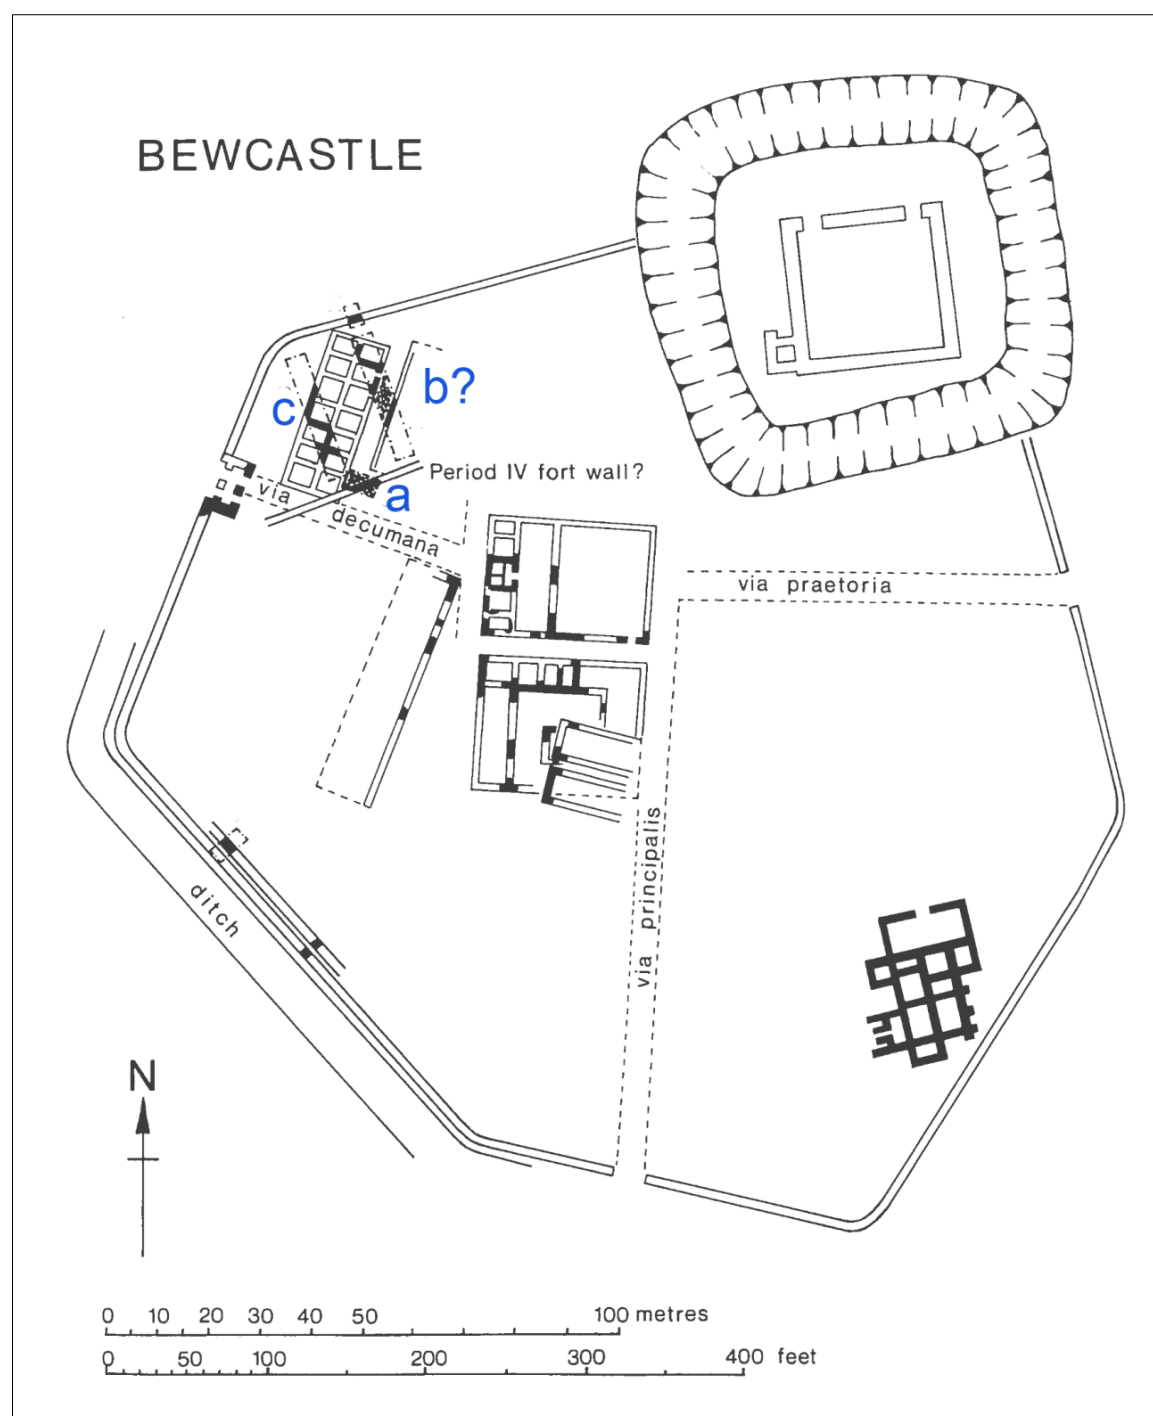 BEWCASTLE
b?
c
Period IV fort wall?
a
via
decumana
via praetoria
via principalis
ditch
N
0 10 20 30 40 50 100 metres
0 50 100 200 300 400 feet